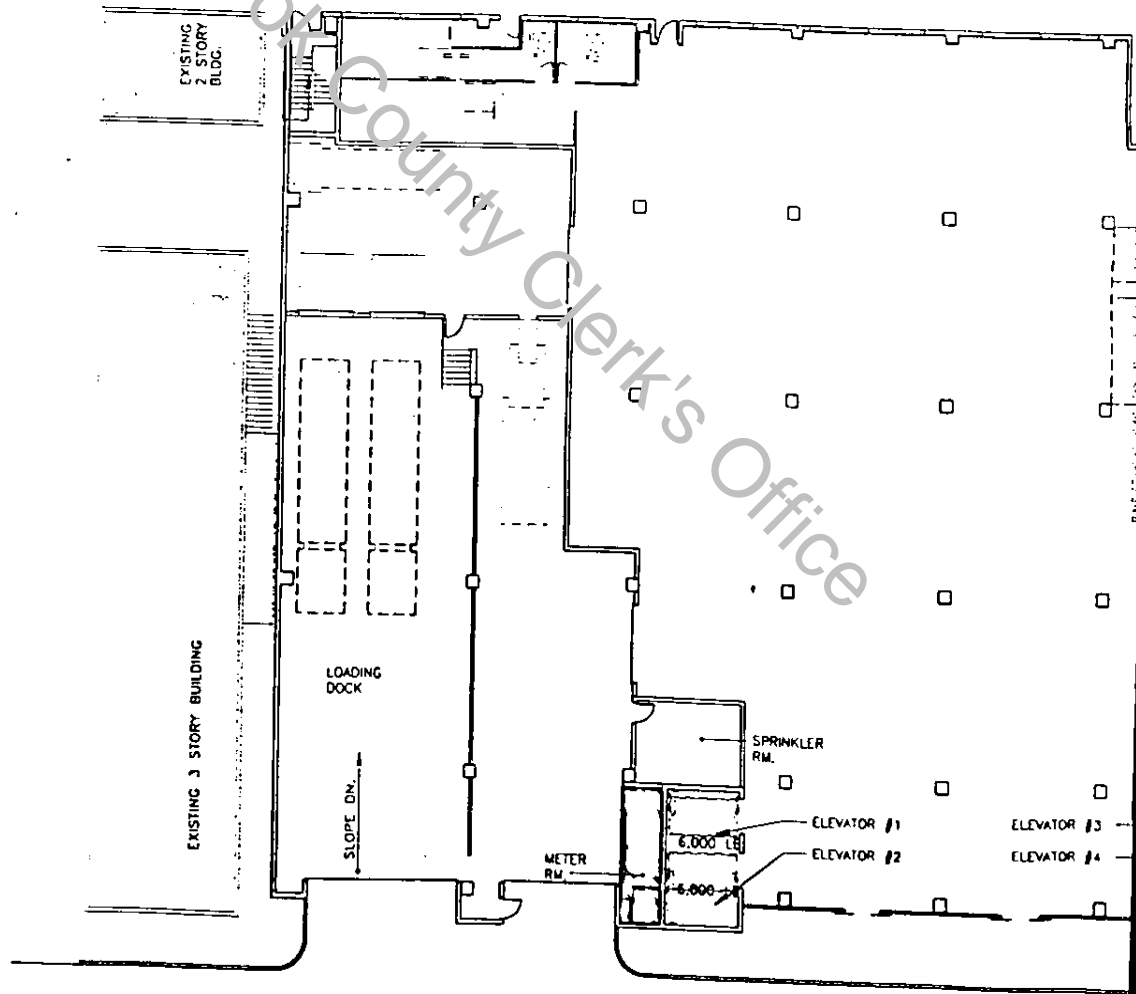 EXISTING
2 STORY
BLDG.
ok County Clerk's Office
LOADING
DOCK
EXISTING 3 STORY BUILDING
SLOPE DN.
SPRINKLER
RM.
METER
RM.
6,000 LB
6,000
ELEVATOR #1
ELEVATOR #2
ELEVATOR #3
ELEVATOR #4